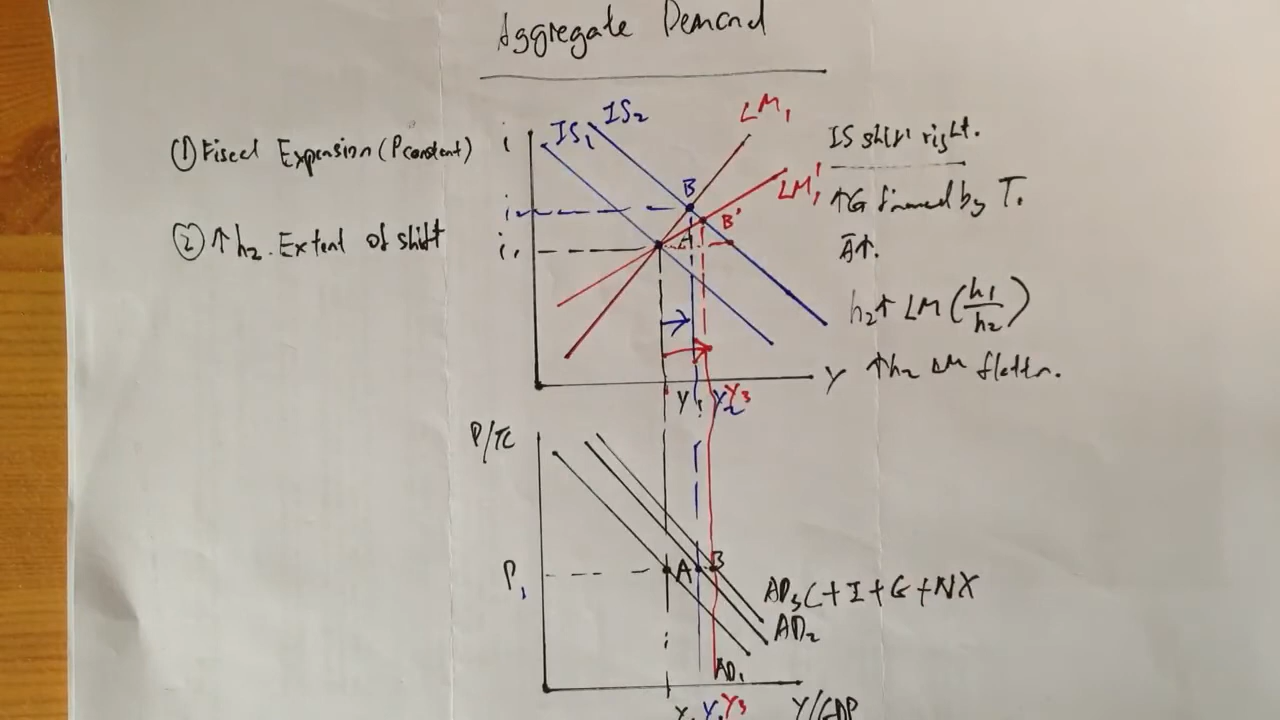 Aggregate Demand
① Fiscal Expansion (P constant)
② ↑ h₂. Extent of shift
i
IS₁
IS₂
LM₁
LM₁'
B
B'
A
i₂
i₁
Y₁
Y₂
Y₃
Y
IS shift right.
↑G financed by T.
Ā↑.
h₂↑ LM (h₁/h₂)
↑h₂ LM flatter.
P/π
P₁
A
B
AD₃ C+I+G+NX
AD₂
AD₁
Y₁ Y₂ Y₃
Y/GDP